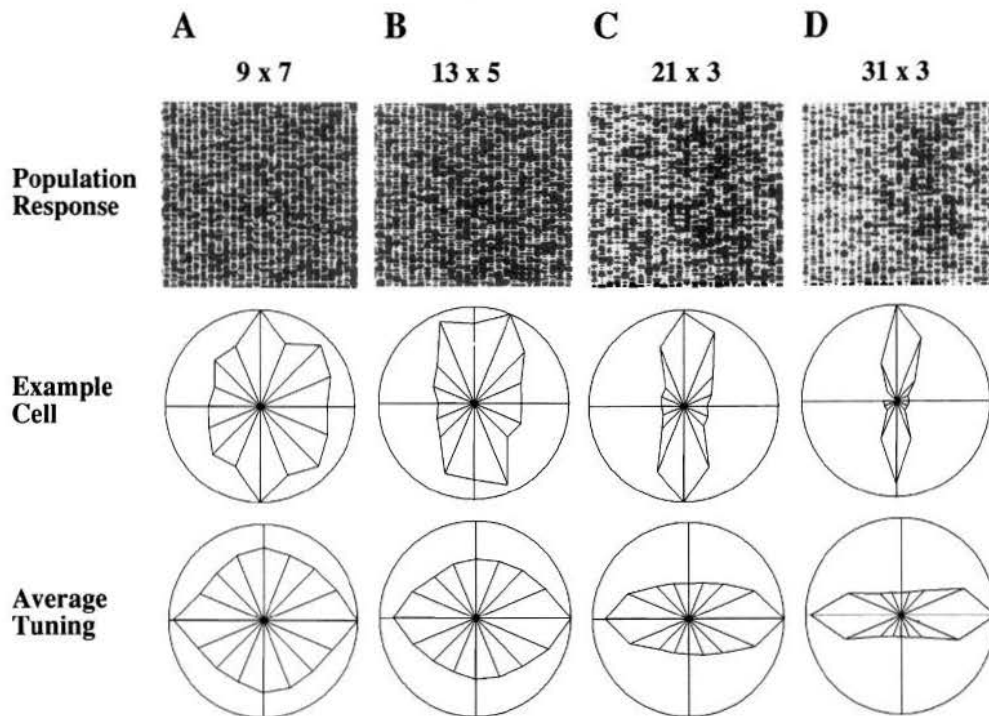 A B C D
9 x 7 13 x 5 21 x 3 31 x 3
Population
Response
Example
Cell
Average
Tuning